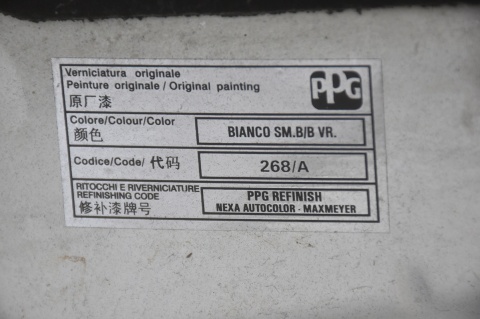 Verniciatura originale
Peinture originale / Original painting
原厂漆
PPG
Colore/Colour/Color
颜色
BIANCO SM.B/B VR.
Codice/Code/ 代码
268/A
RITOCCHI E RIVERNICIATURE
REFINISHING CODE
修补漆牌号
PPG REFINISH
NEXA AUTOCOLOR - MAXMEYER